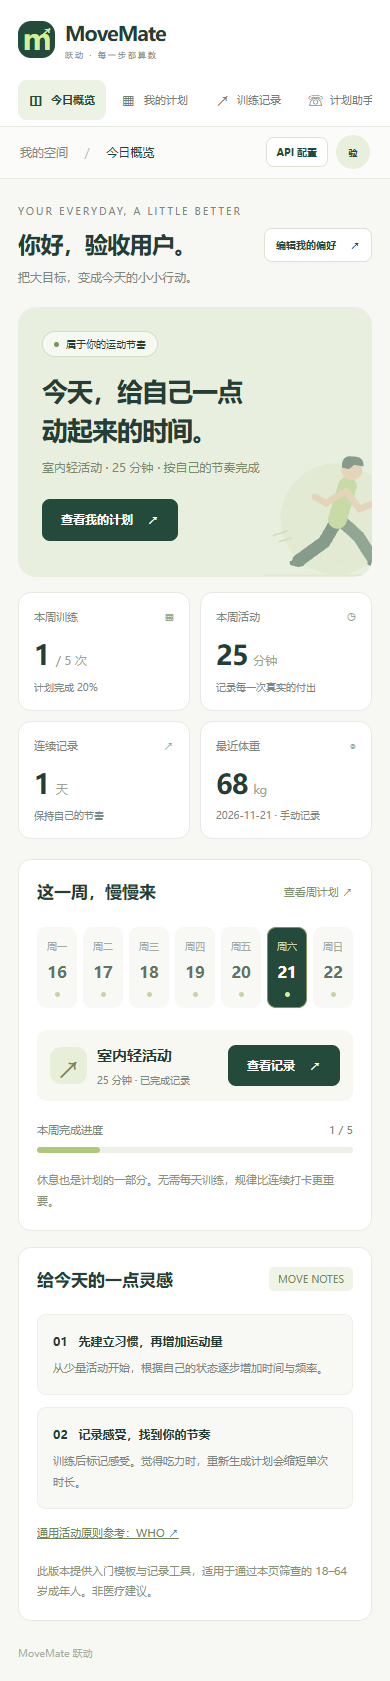 MoveMate
跃动 · 每一步都算数
今日概览
我的计划
训练记录
计划助手
我的空间 / 今日概览
API 配置
验
YOUR EVERYDAY, A LITTLE BETTER
你好，验收用户。
编辑我的偏好 ↗
把大目标，变成今天的小小行动。
属于你的运动节奏
今天，给自己一点
动起来的时间。
室内轻活动 · 25 分钟 · 按自己的节奏完成
查看我的计划 ↗
本周训练
1 / 5 次
计划完成 20%
本周活动
25 分钟
记录每一次真实的付出
连续记录
1 天
保持自己的节奏
最近体重
68 kg
2026-11-21 · 手动记录
这一周，慢慢来
查看周计划 ↗
周一 周二 周三 周四 周五 周六 周日
16 17 18 19 20 21 22
室内轻活动
25 分钟 · 已完成记录
查看记录 ↗
本周完成进度
1 / 5
休息也是计划的一部分。无需每天训练，规律比连续打卡更重
要。
给今天的一点灵感
MOVE NOTES
01 先建立习惯，再增加运动量
从少量活动开始，根据自己的状态逐步增加时间与频率。
02 记录感受，找到你的节奏
训练后标记感受。觉得吃力时，重新生成计划会缩短单次
时长。
通用活动原则参考：WHO ↗
此版本提供入门模板与记录工具，适用于通过本页筛查的 18–64
岁成年人。非医疗建议。
MoveMate 跃动